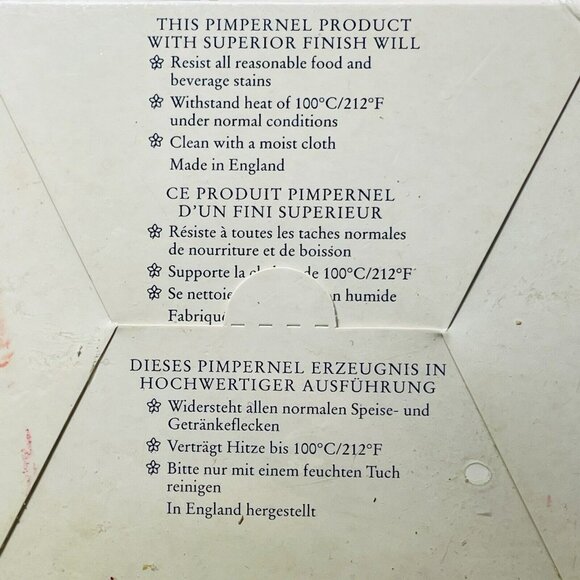 THIS PIMPERNEL PRODUCT
WITH SUPERIOR FINISH WILL
Resist all reasonable food and
beverage stains
Withstand heat of 100°C/212°F
under normal conditions
Clean with a moist cloth
Made in England
CE PRODUIT PIMPERNEL
D'UN FINI SUPERIEUR
Résiste à toutes les taches normales
de nourriture et de boisson
Supporte la de 100°C/212°F
Se humide
DIESES PIMPERNEL ERZEUGNIS IN
HOCHWERTIGER AUSFÜHRUNG
Widersteht allen normalen Speise- und
Getränkeflecken
Verträgt Hitze bis 100°C/212°F
Bitte nur mit einem feuchten Tuch
reinigen
In England hergestellt